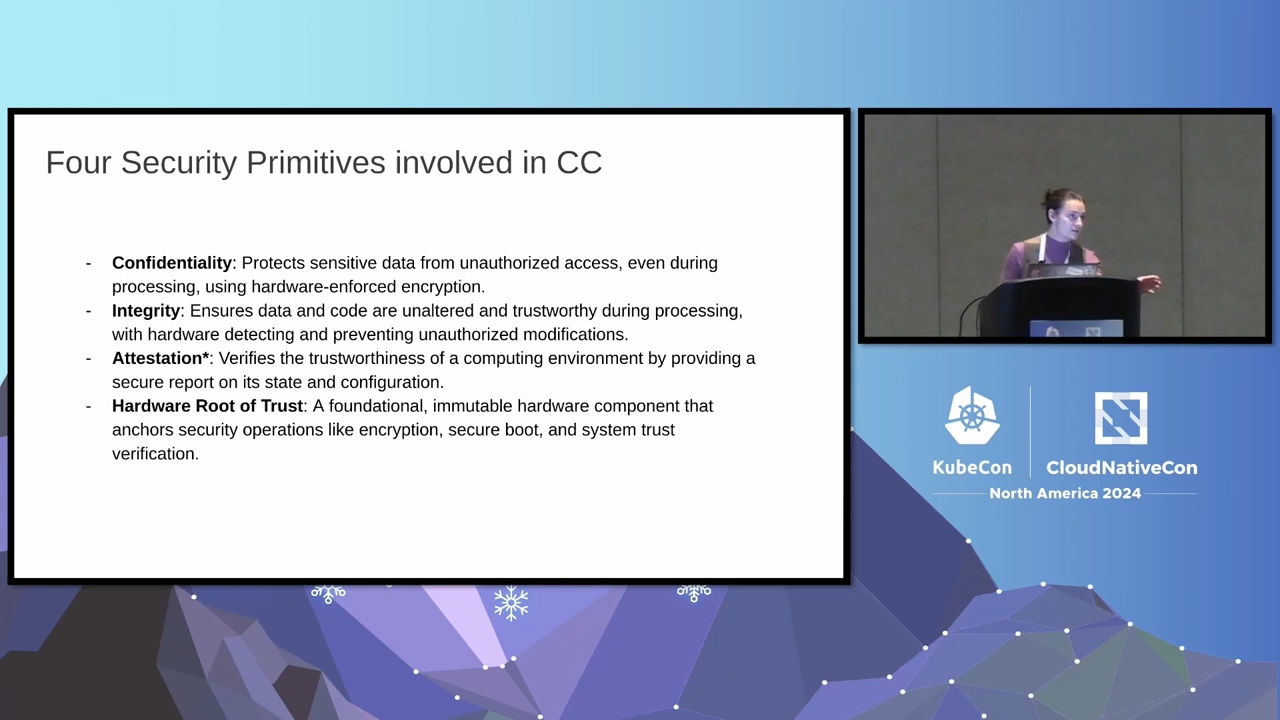 Four Security Primitives involved in CC
- Confidentiality: Protects sensitive data from unauthorized access, even during
processing, using hardware-enforced encryption.
- Integrity: Ensures data and code are unaltered and trustworthy during processing,
with hardware detecting and preventing unauthorized modifications.
- Attestation*: Verifies the trustworthiness of a computing environment by providing a
secure report on its state and configuration.
- Hardware Root of Trust: A foundational, immutable hardware component that
anchors security operations like encryption, secure boot, and system trust
verification.
KubeCon
CloudNativeCon
North America 2024